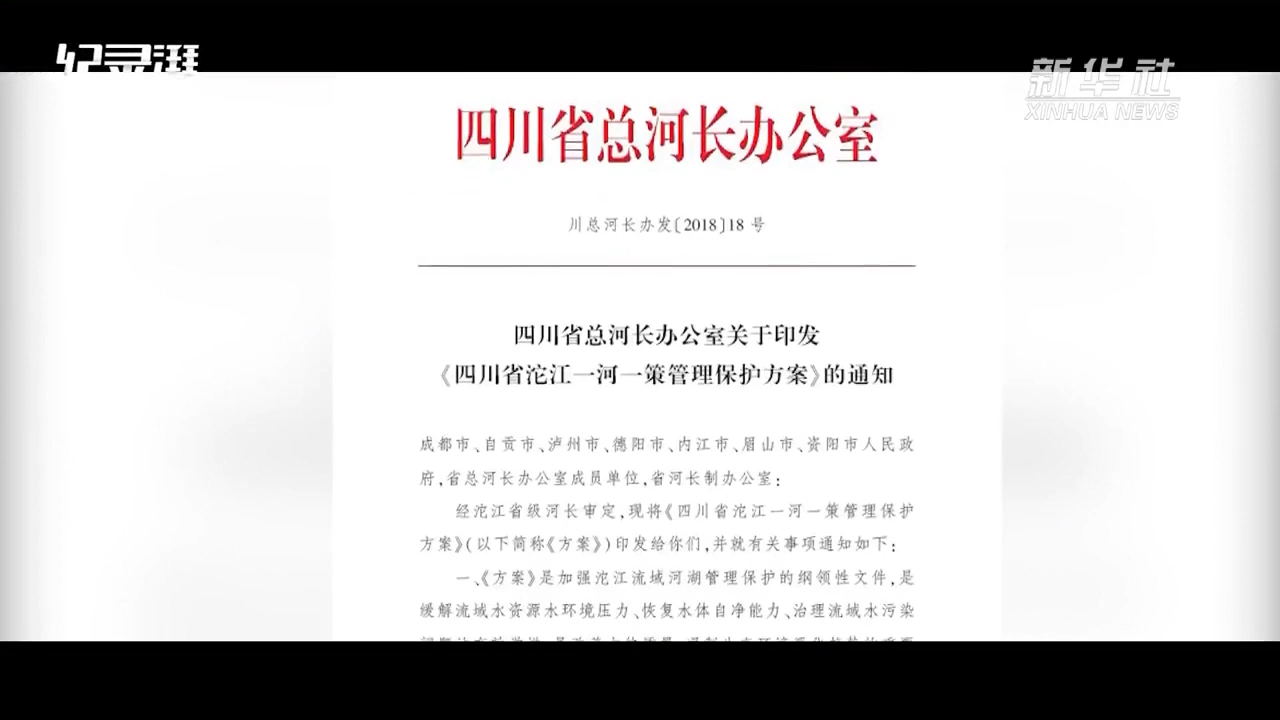 纪录湃
新华社
XINHUA NEWS
四川省总河长办公室
川总河长办发〔2018〕18 号
四川省总河长办公室关于印发
《四川省沱江一河一策管理保护方案》的通知
成都市、自贡市、泸州市、德阳市、内江市、眉山市、资阳市人民政
府,省总河长办公室成员单位,省河长制办公室:
经沱江省级河长审定,现将《四川省沱江一河一策管理保护
方案》(以下简称《方案》)印发给你们,并就有关事项通知如下:
一、《方案》是加强沱江流域河湖管理保护的纲领性文件,是
缓解流域水资源水环境压力、恢复水体自净能力、治理流域水污染